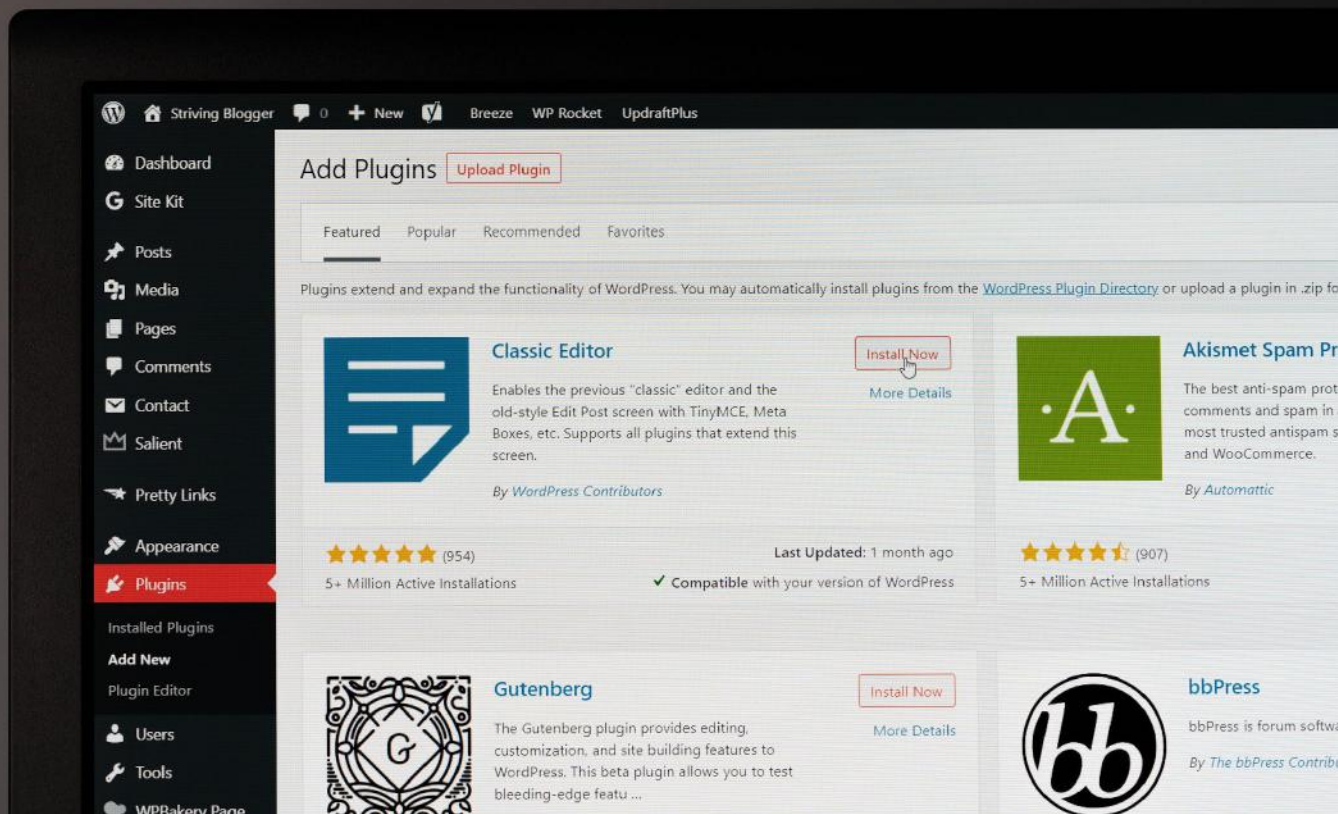 Striving Blogger 0 New Breeze WP Rocket UpdraftPlus
Dashboard
Site Kit
Posts
Media
Pages
Comments
Contact
Salient
Pretty Links
Appearance
Plugins
Installed Plugins
Add New
Plugin Editor
Users
Tools
WPBakery Page
Add Plugins Upload Plugin
Featured Popular Recommended Favorites
Plugins extend and expand the functionality of WordPress. You may automatically install plugins from the WordPress Plugin Directory or upload a plugin in .zip fo
Classic Editor
Install Now
More Details
Enables the previous "classic" editor and the
old-style Edit Post screen with TinyMCE, Meta
Boxes, etc. Supports all plugins that extend this
screen.
By WordPress Contributors
(954)
Last Updated: 1 month ago
5+ Million Active Installations
Compatible with your version of WordPress
A
Akismet Spam Pr
The best anti-spam prot
comments and spam in
most trusted antispam s
and WooCommerce.
By Automattic
(907)
5+ Million Active Installations
G
Gutenberg
Install Now
More Details
The Gutenberg plugin provides editing,
customization, and site building features to
WordPress. This beta plugin allows you to test
bleeding-edge featu ...
bb
bbPress
bbPress is forum softwa
By The bbPress Contribu